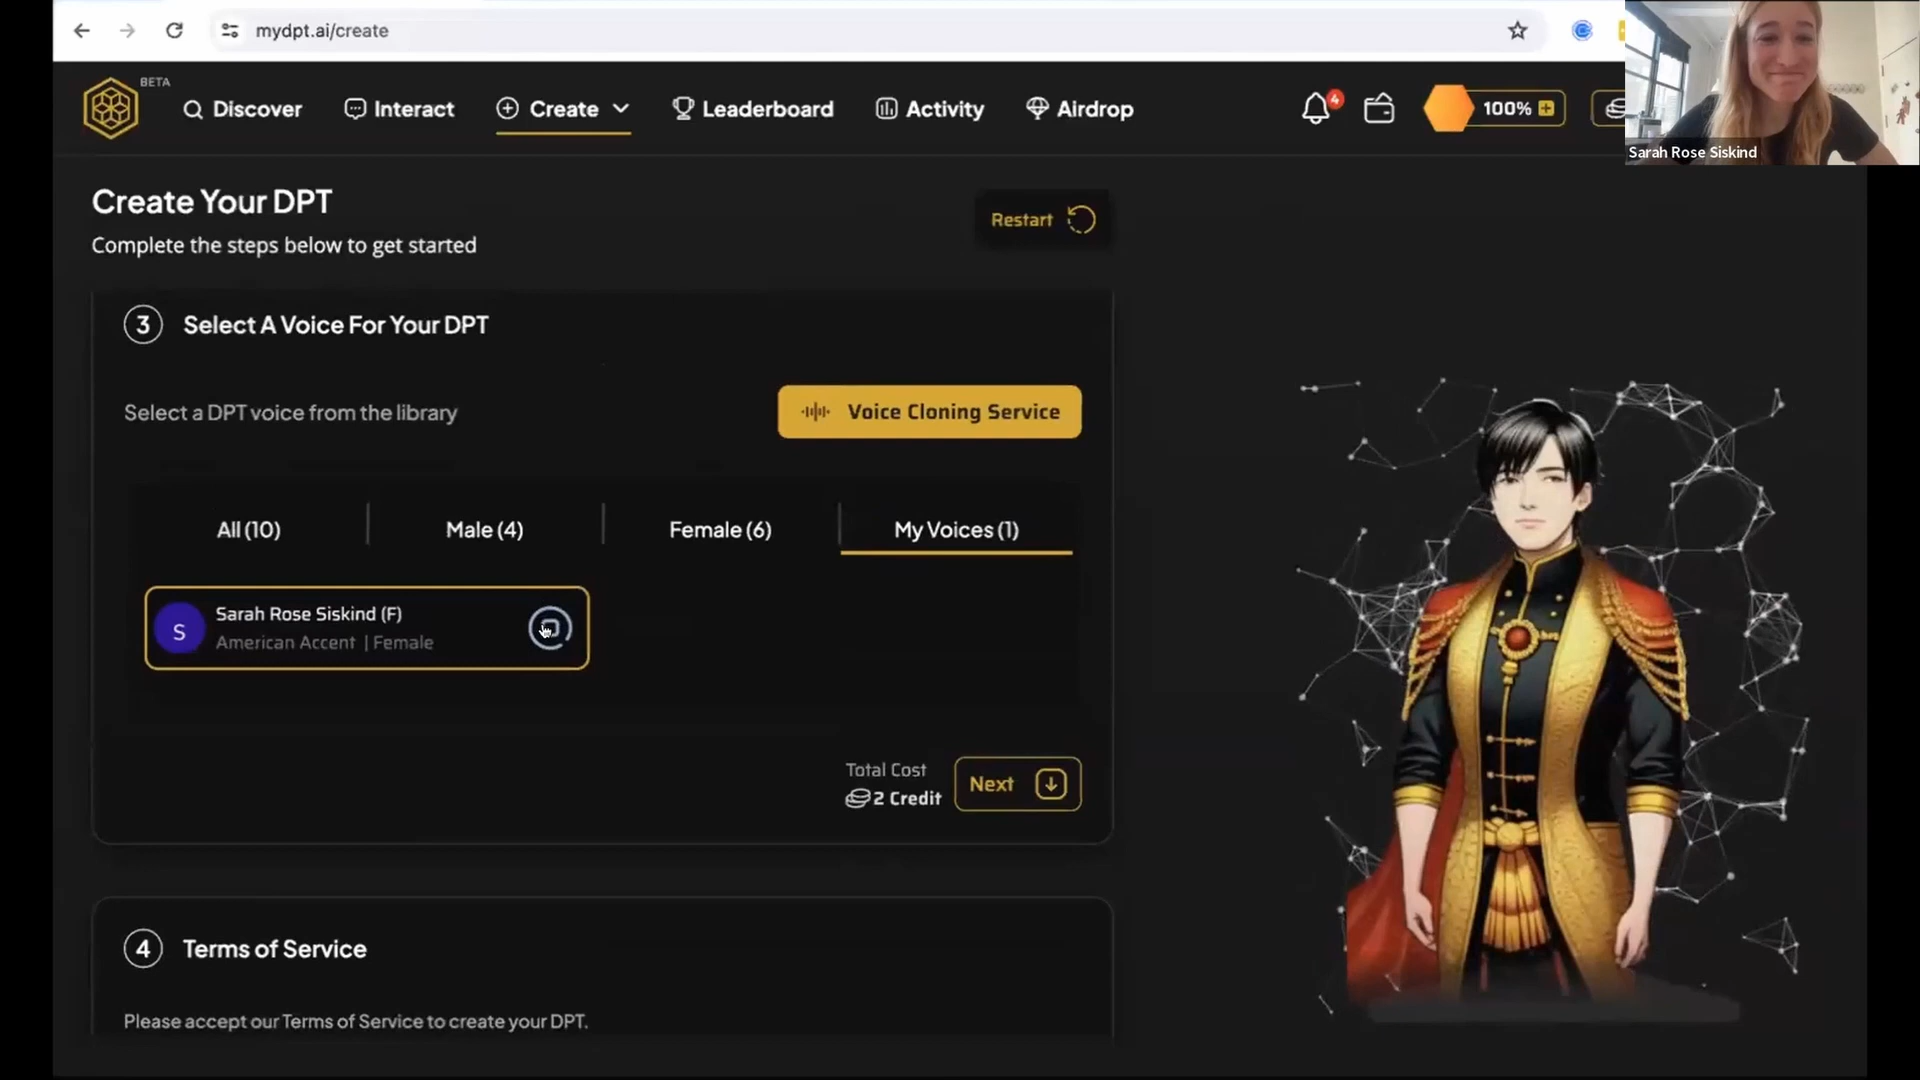 mydpt.ai/create
BETA
Discover
Interact
Create
Leaderboard
Activity
Airdrop
4
100%
Sarah Rose Siskind
Create Your DPT
Complete the steps below to get started
Restart
3 Select A Voice For Your DPT
Select a DPT voice from the library
Voice Cloning Service
All (10)
Male (4)
Female (6)
My Voices (1)
S
Sarah Rose Siskind (F)
American Accent | Female
Total Cost
2 Credit
Next
4 Terms of Service
Please accept our Terms of Service to create your DPT.